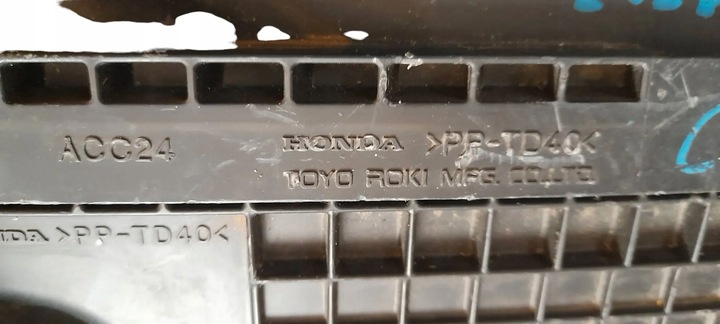 ACC24
HONDA >PP-TD40<
TOYO ROKI MFG. CO.,LTD.
>PP-TD40<